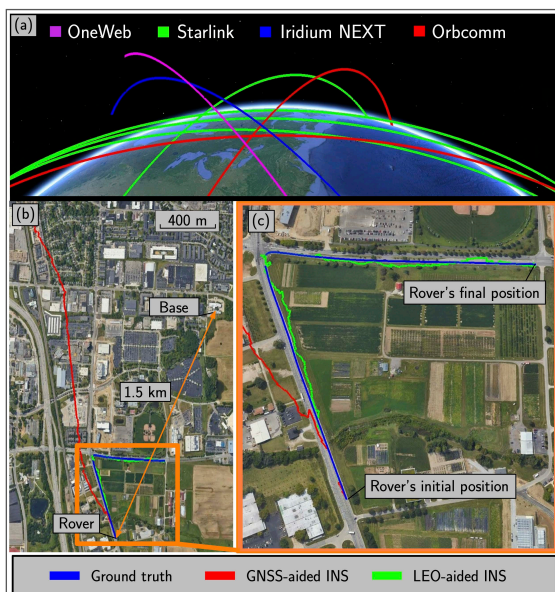 (a)
OneWeb Starlink Iridium NEXT Orbcomm
(b)
400 m
Base
1.5 km
Rover
(c)
Rover's final position
Rover's initial position
Ground truth GNSS-aided INS LEO-aided INS